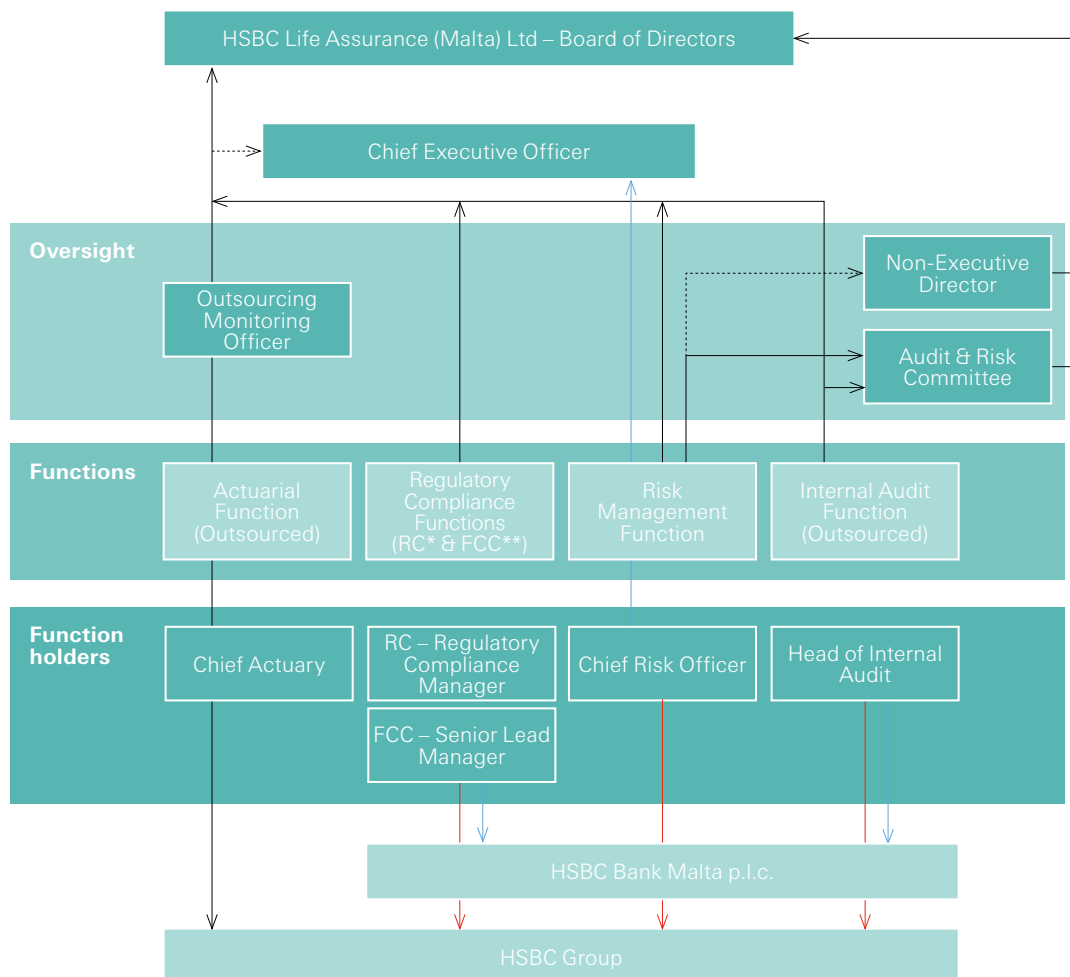 HSBC Life Assurance (Malta) Ltd – Board of Directors
Chief Executive Officer
Oversight
Non-Executive
Director
Outsourcing
Monitoring
Officer
Audit & Risk
Committee
Functions
Actuarial
Function
(Outsourced)
Regulatory
Compliance
Functions
(RC* & FCC**)
Risk
Management
Function
Internal Audit
Function
(Outsourced)
Function
holders
Chief Actuary
RC – Regulatory
Compliance
Manager
Chief Risk Officer
Head of Internal
Audit
FCC – Senior Lead
Manager
HSBC Bank Malta p.l.c.
HSBC Group